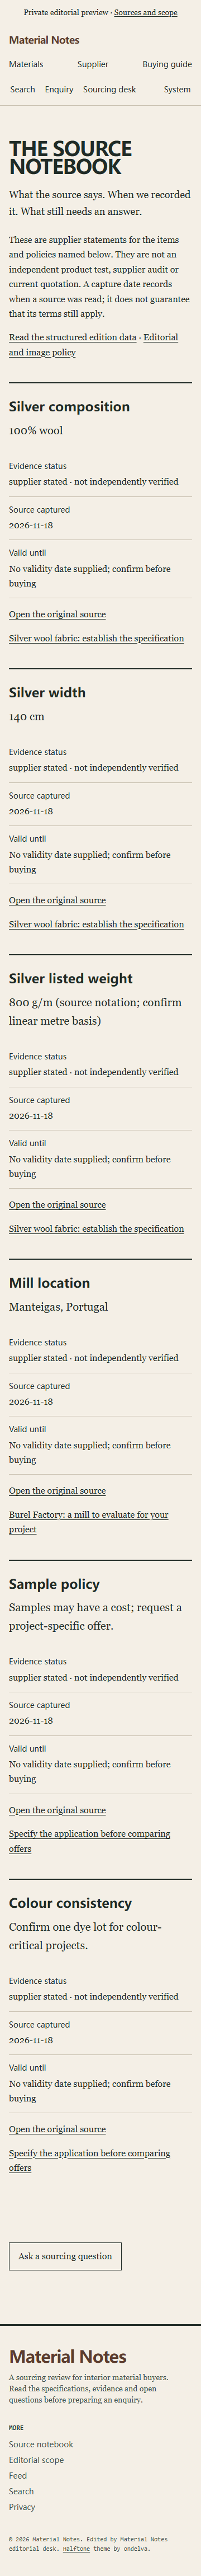 Private editorial preview · Sources and scope
Material Notes
Materials Supplier Buying guide
Search Enquiry Sourcing desk System
THE SOURCE
NOTEBOOK
What the source says. When we recorded
it. What still needs an answer.
These are supplier statements for the items
and policies named below. They are not an
independent product test, supplier audit or
current quotation. A capture date records
when a source was read; it does not guarantee
that its terms still apply.
Read the structured edition data · Editorial
and image policy
Silver composition
100% wool
Evidence status
supplier stated · not independently verified
Source captured
2026-11-18
Valid until
No validity date supplied; confirm before
buying
Open the original source
Silver wool fabric: establish the specification
Silver width
140 cm
Evidence status
supplier stated · not independently verified
Source captured
2026-11-18
Valid until
No validity date supplied; confirm before
buying
Open the original source
Silver wool fabric: establish the specification
Silver listed weight
800 g/m (source notation; confirm
linear metre basis)
Evidence status
supplier stated · not independently verified
Source captured
2026-11-18
Valid until
No validity date supplied; confirm before
buying
Open the original source
Silver wool fabric: establish the specification
Mill location
Manteigas, Portugal
Evidence status
supplier stated · not independently verified
Source captured
2026-11-18
Valid until
No validity date supplied; confirm before
buying
Open the original source
Burel Factory: a mill to evaluate for your
project
Sample policy
Samples may have a cost; request a
project-specific offer.
Evidence status
supplier stated · not independently verified
Source captured
2026-11-18
Valid until
No validity date supplied; confirm before
buying
Open the original source
Specify the application before comparing
offers
Colour consistency
Confirm one dye lot for colour-
critical projects.
Evidence status
supplier stated · not independently verified
Source captured
2026-11-18
Valid until
No validity date supplied; confirm before
buying
Open the original source
Specify the application before comparing
offers
Ask a sourcing question
Material Notes
A sourcing review for interior material buyers.
Read the specifications, evidence and open
questions before preparing an enquiry.
MORE
Source notebook
Editorial scope
Feed
Search
Privacy
© 2026 Material Notes. Edited by Material Notes
editorial desk. Halftone theme by ondelva.